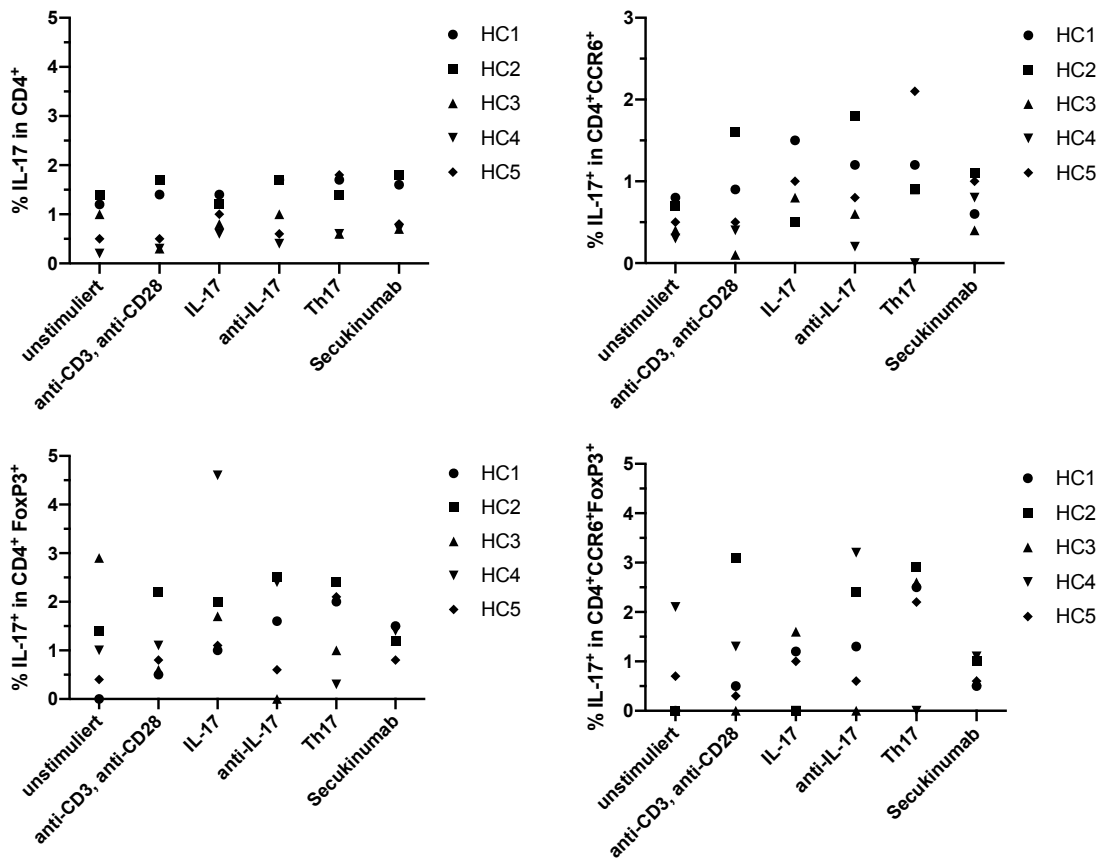 % IL-17 in CD4⁺
5
4
3
2
1
0
unstimuliert
anti-CD3, anti-CD28
IL-17
anti-IL-17
Th17
Secukinumab
HC1
HC2
HC3
HC4
HC5
% IL-17⁺ in CD4⁺CCR6⁺
3
2
1
0
unstimuliert
anti-CD3, anti-CD28
IL-17
anti-IL-17
Th17
Secukinumab
HC1
HC2
HC3
HC4
HC5
% IL-17⁺ in CD4⁺ FoxP3⁺
5
4
3
2
1
0
unstimuliert
anti-CD3, anti-CD28
IL-17
anti-IL-17
Th17
Secukinumab
HC1
HC2
HC3
HC4
HC5
% IL-17⁺ in CD4⁺CCR6⁺FoxP3⁺
5
4
3
2
1
0
unstimuliert
anti-CD3, anti-CD28
IL-17
anti-IL-17
Th17
Secukinumab
HC1
HC2
HC3
HC4
HC5